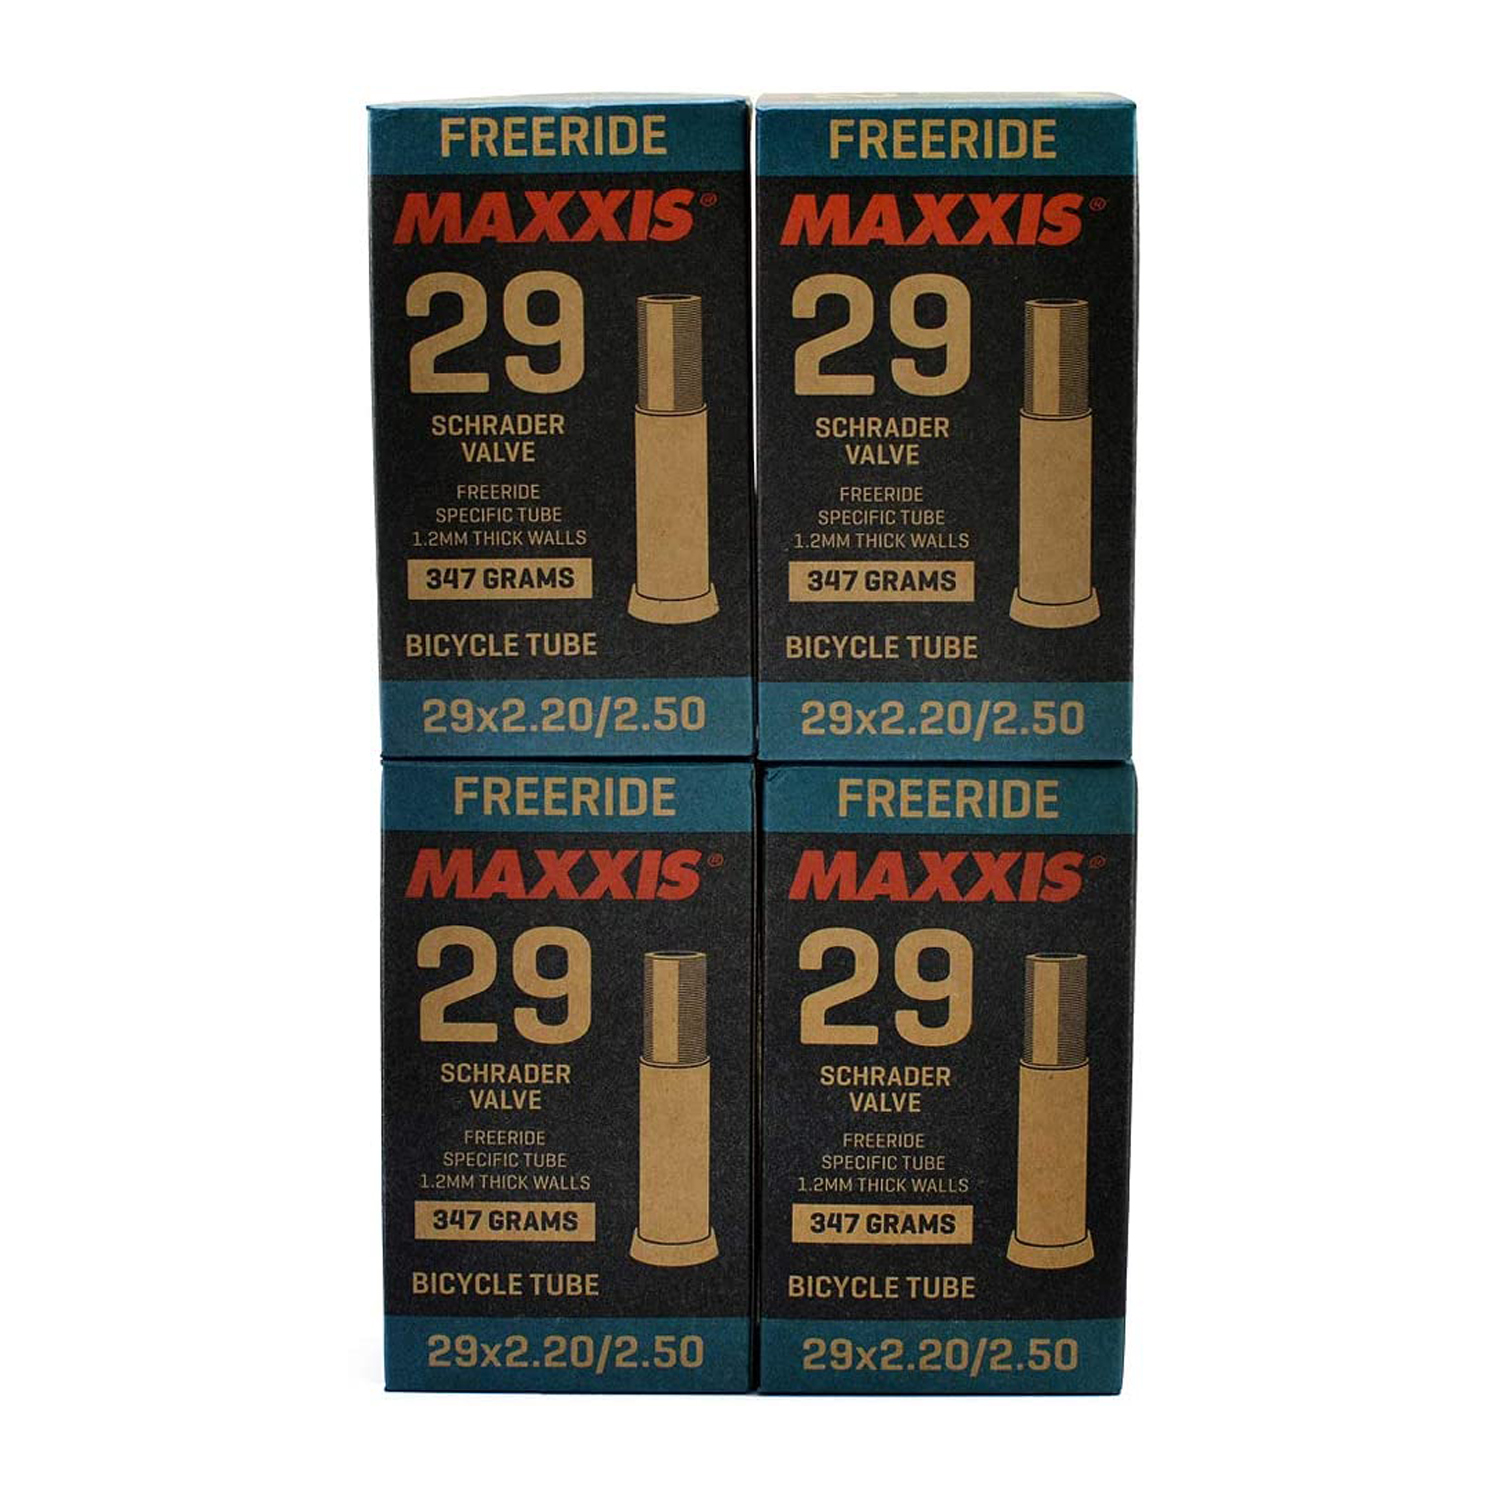 FREERIDE
MAXXIS®
29
SCHRADER
VALVE
FREERIDE
SPECIFIC TUBE
1.2MM THICK WALLS
347 GRAMS
BICYCLE TUBE
29x2.20/2.50
FREERIDE
MAXXIS®
29
SCHRADER
VALVE
FREERIDE
SPECIFIC TUBE
1.2MM THICK WALLS
347 GRAMS
BICYCLE TUBE
29x2.20/2.50
FREERIDE
MAXXIS®
29
SCHRADER
VALVE
FREERIDE
SPECIFIC TUBE
1.2MM THICK WALLS
347 GRAMS
BICYCLE TUBE
29x2.20/2.50
FREERIDE
MAXXIS®
29
SCHRADER
VALVE
FREERIDE
SPECIFIC TUBE
1.2MM THICK WALLS
347 GRAMS
BICYCLE TUBE
29x2.20/2.50